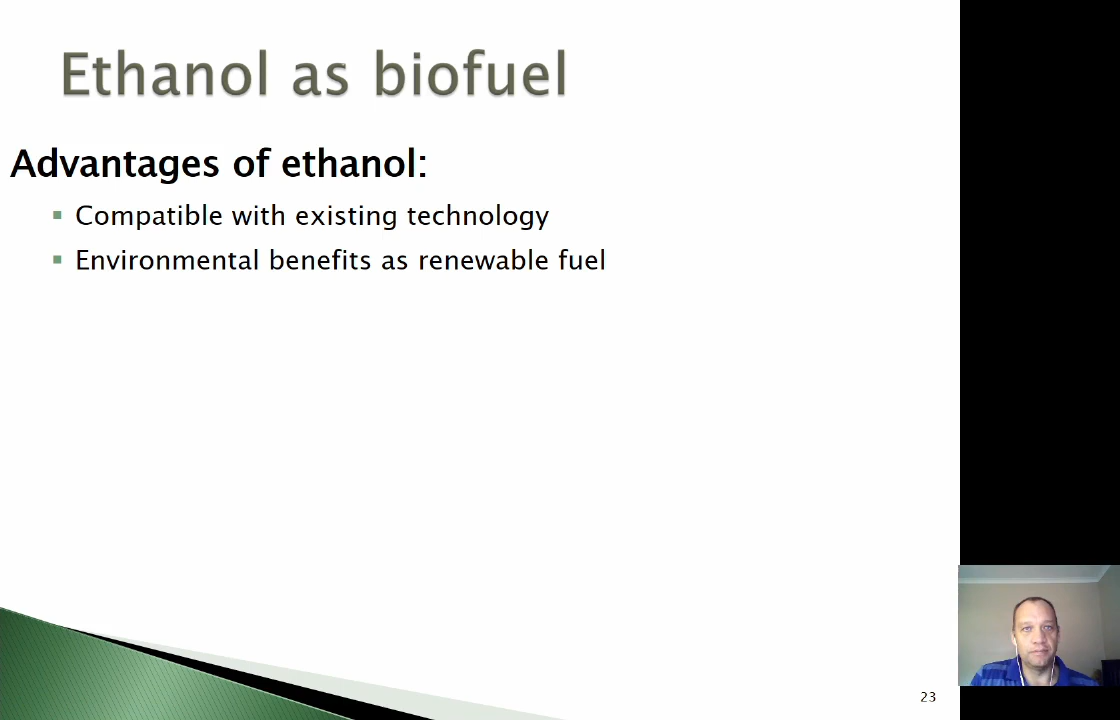 Ethanol as biofuel
Advantages of ethanol:
Compatible with existing technology
Environmental benefits as renewable fuel
23